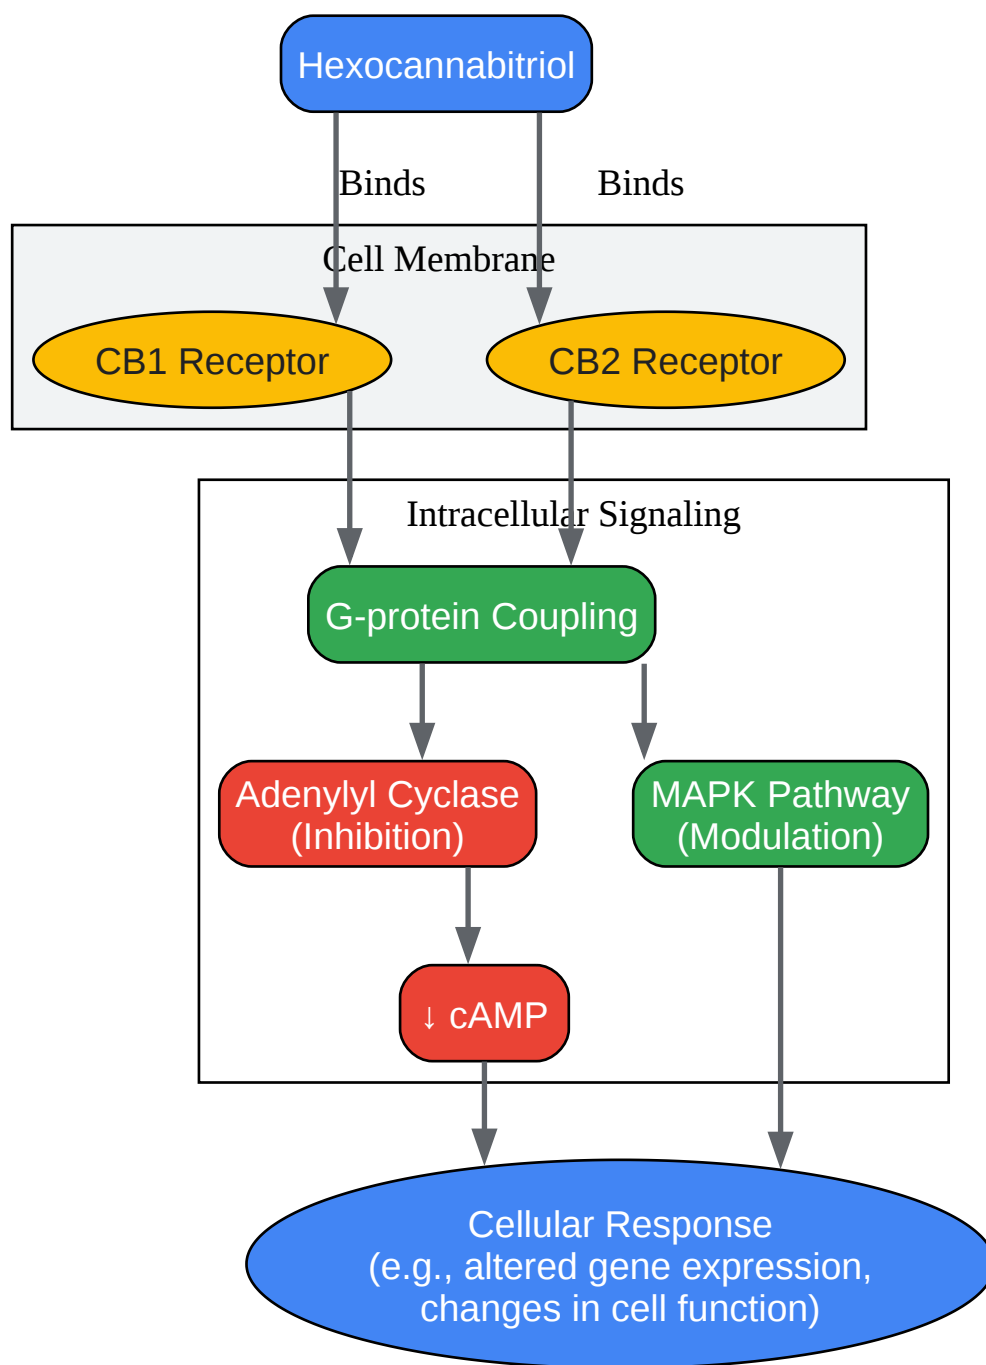 Hexocannabitriol
Binds
Binds
Cell Membrane
CB1 Receptor
CB2 Receptor
Intracellular Signaling
G-protein Coupling
Adenylyl Cyclase
(Inhibition)
MAPK Pathway
(Modulation)
↓ cAMP
Cellular Response
(e.g., altered gene expression,
changes in cell function)